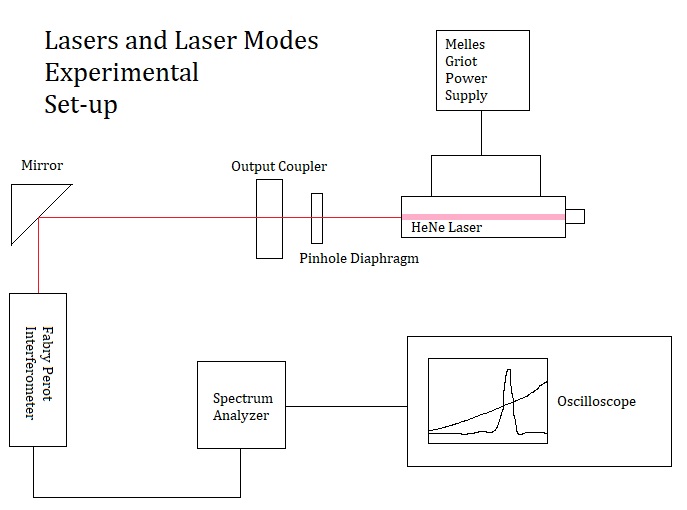 Lasers and Laser Modes
Experimental
Set-up
Melles
Griot
Power
Supply
Mirror
Output Coupler
HeNe Laser
Pinhole Diaphragm
Fabry Perot
Interferometer
Spectrum
Analyzer
Oscilloscope